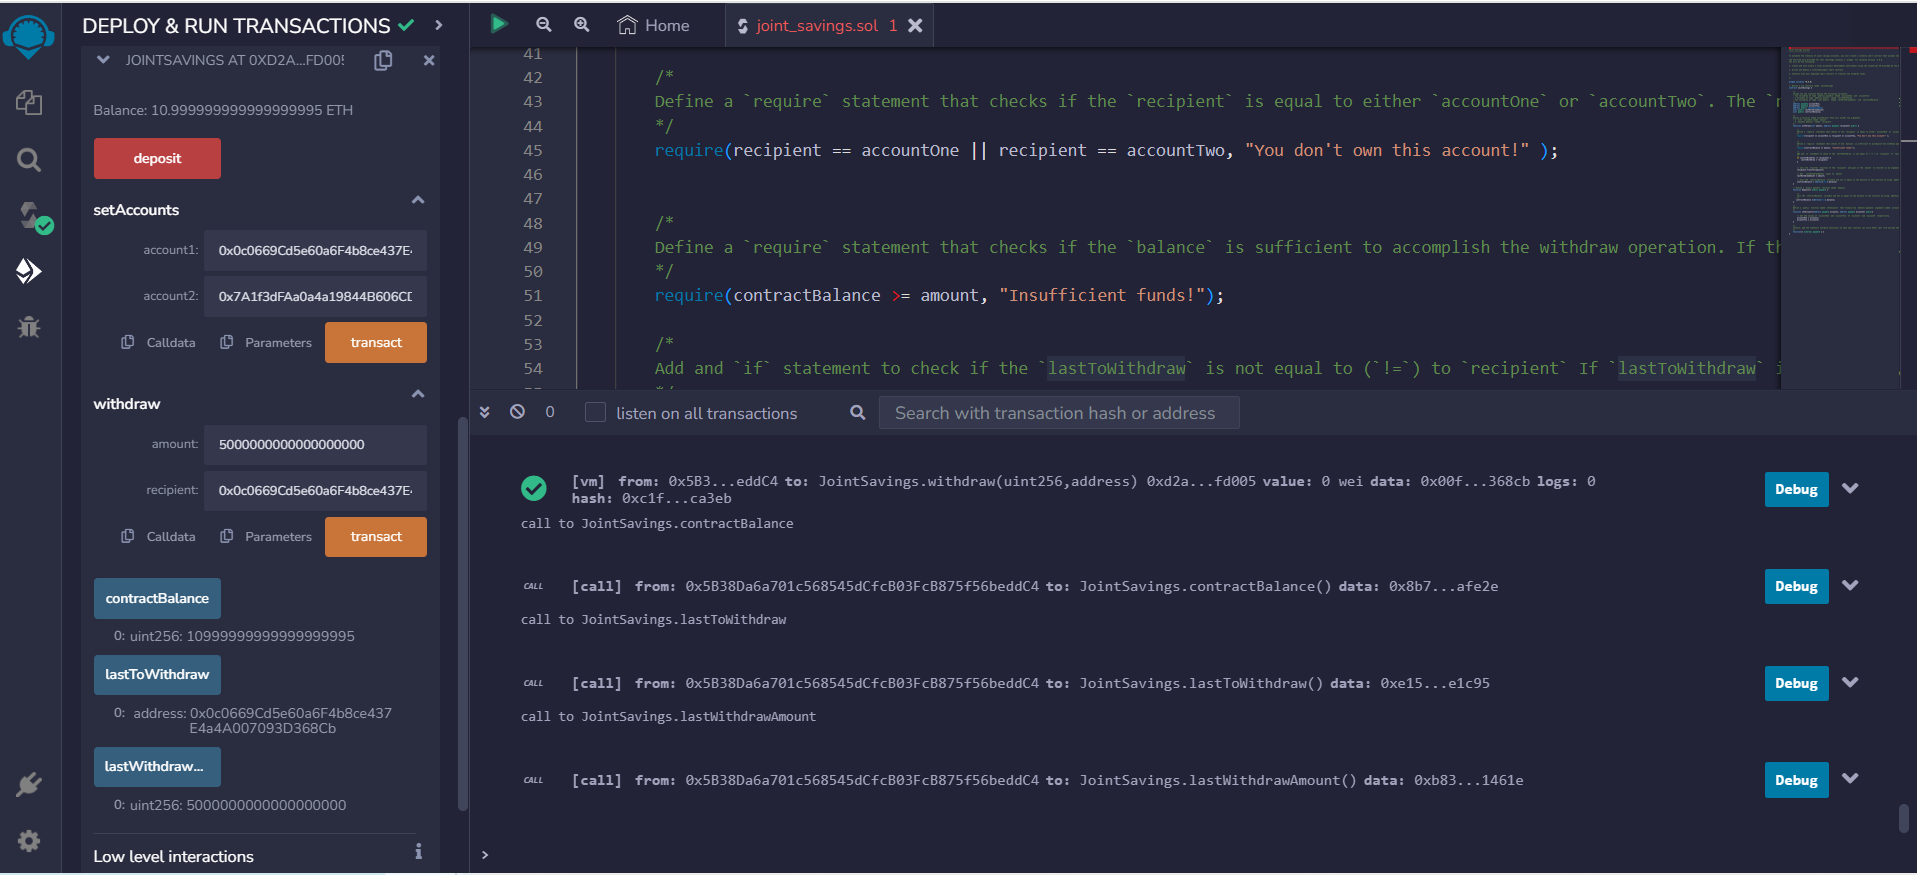 DEPLOY & RUN TRANSACTIONS
JOINTSAVINGS AT 0XD2A...FD005
Balance: 10.999999999999999995 ETH
deposit
setAccounts
account1: 0x0c0669Cd5e60a6F4b8ce437E4
account2: 0x7A1f3dFAa0a4a19844B606CD
Calldata Parameters transact
withdraw
amount: 5000000000000000000
recipient: 0x0c0669Cd5e60a6F4b8ce437E4
Calldata Parameters transact
contractBalance
0: uint256: 10999999999999999995
lastToWithdraw
0: address: 0x0c0669Cd5e60a6F4b8ce437
E4a4A007093D368Cb
lastWithdraw...
0: uint256: 5000000000000000000
Low level interactions
Home
joint_savings.sol 1
41
42 /*
43 Define a `require` statement that checks if the `recipient` is equal to either `accountOne` or `accountTwo`. The `
44 */
45 require(recipient == accountOne || recipient == accountTwo, "You don't own this account!" );
46
47
48 /*
49 Define a `require` statement that checks if the `balance` is sufficient to accomplish the withdraw operation. If th
50 */
51 require(contractBalance >= amount, "Insufficient funds!");
52
53 /*
54 Add and `if` statement to check if the `lastToWithdraw` is not equal to (`!=`) to `recipient` If `lastToWithdraw` i
0 listen on all transactions Search with transaction hash or address
[vm] from: 0x5B3...eddC4 to: JointSavings.withdraw(uint256,address) 0xd2a...fd005 value: 0 wei data: 0x00f...368cb logs: 0
hash: 0xc1f...ca3eb
Debug
call to JointSavings.contractBalance
CALL [call] from: 0x5B38Da6a701c568545dCfcB03FcB875f56beddC4 to: JointSavings.contractBalance() data: 0x8b7...afe2e
Debug
call to JointSavings.lastToWithdraw
CALL [call] from: 0x5B38Da6a701c568545dCfcB03FcB875f56beddC4 to: JointSavings.lastToWithdraw() data: 0xe15...e1c95
Debug
call to JointSavings.lastWithdrawAmount
CALL [call] from: 0x5B38Da6a701c568545dCfcB03FcB875f56beddC4 to: JointSavings.lastWithdrawAmount() data: 0xb83...1461e
Debug
>